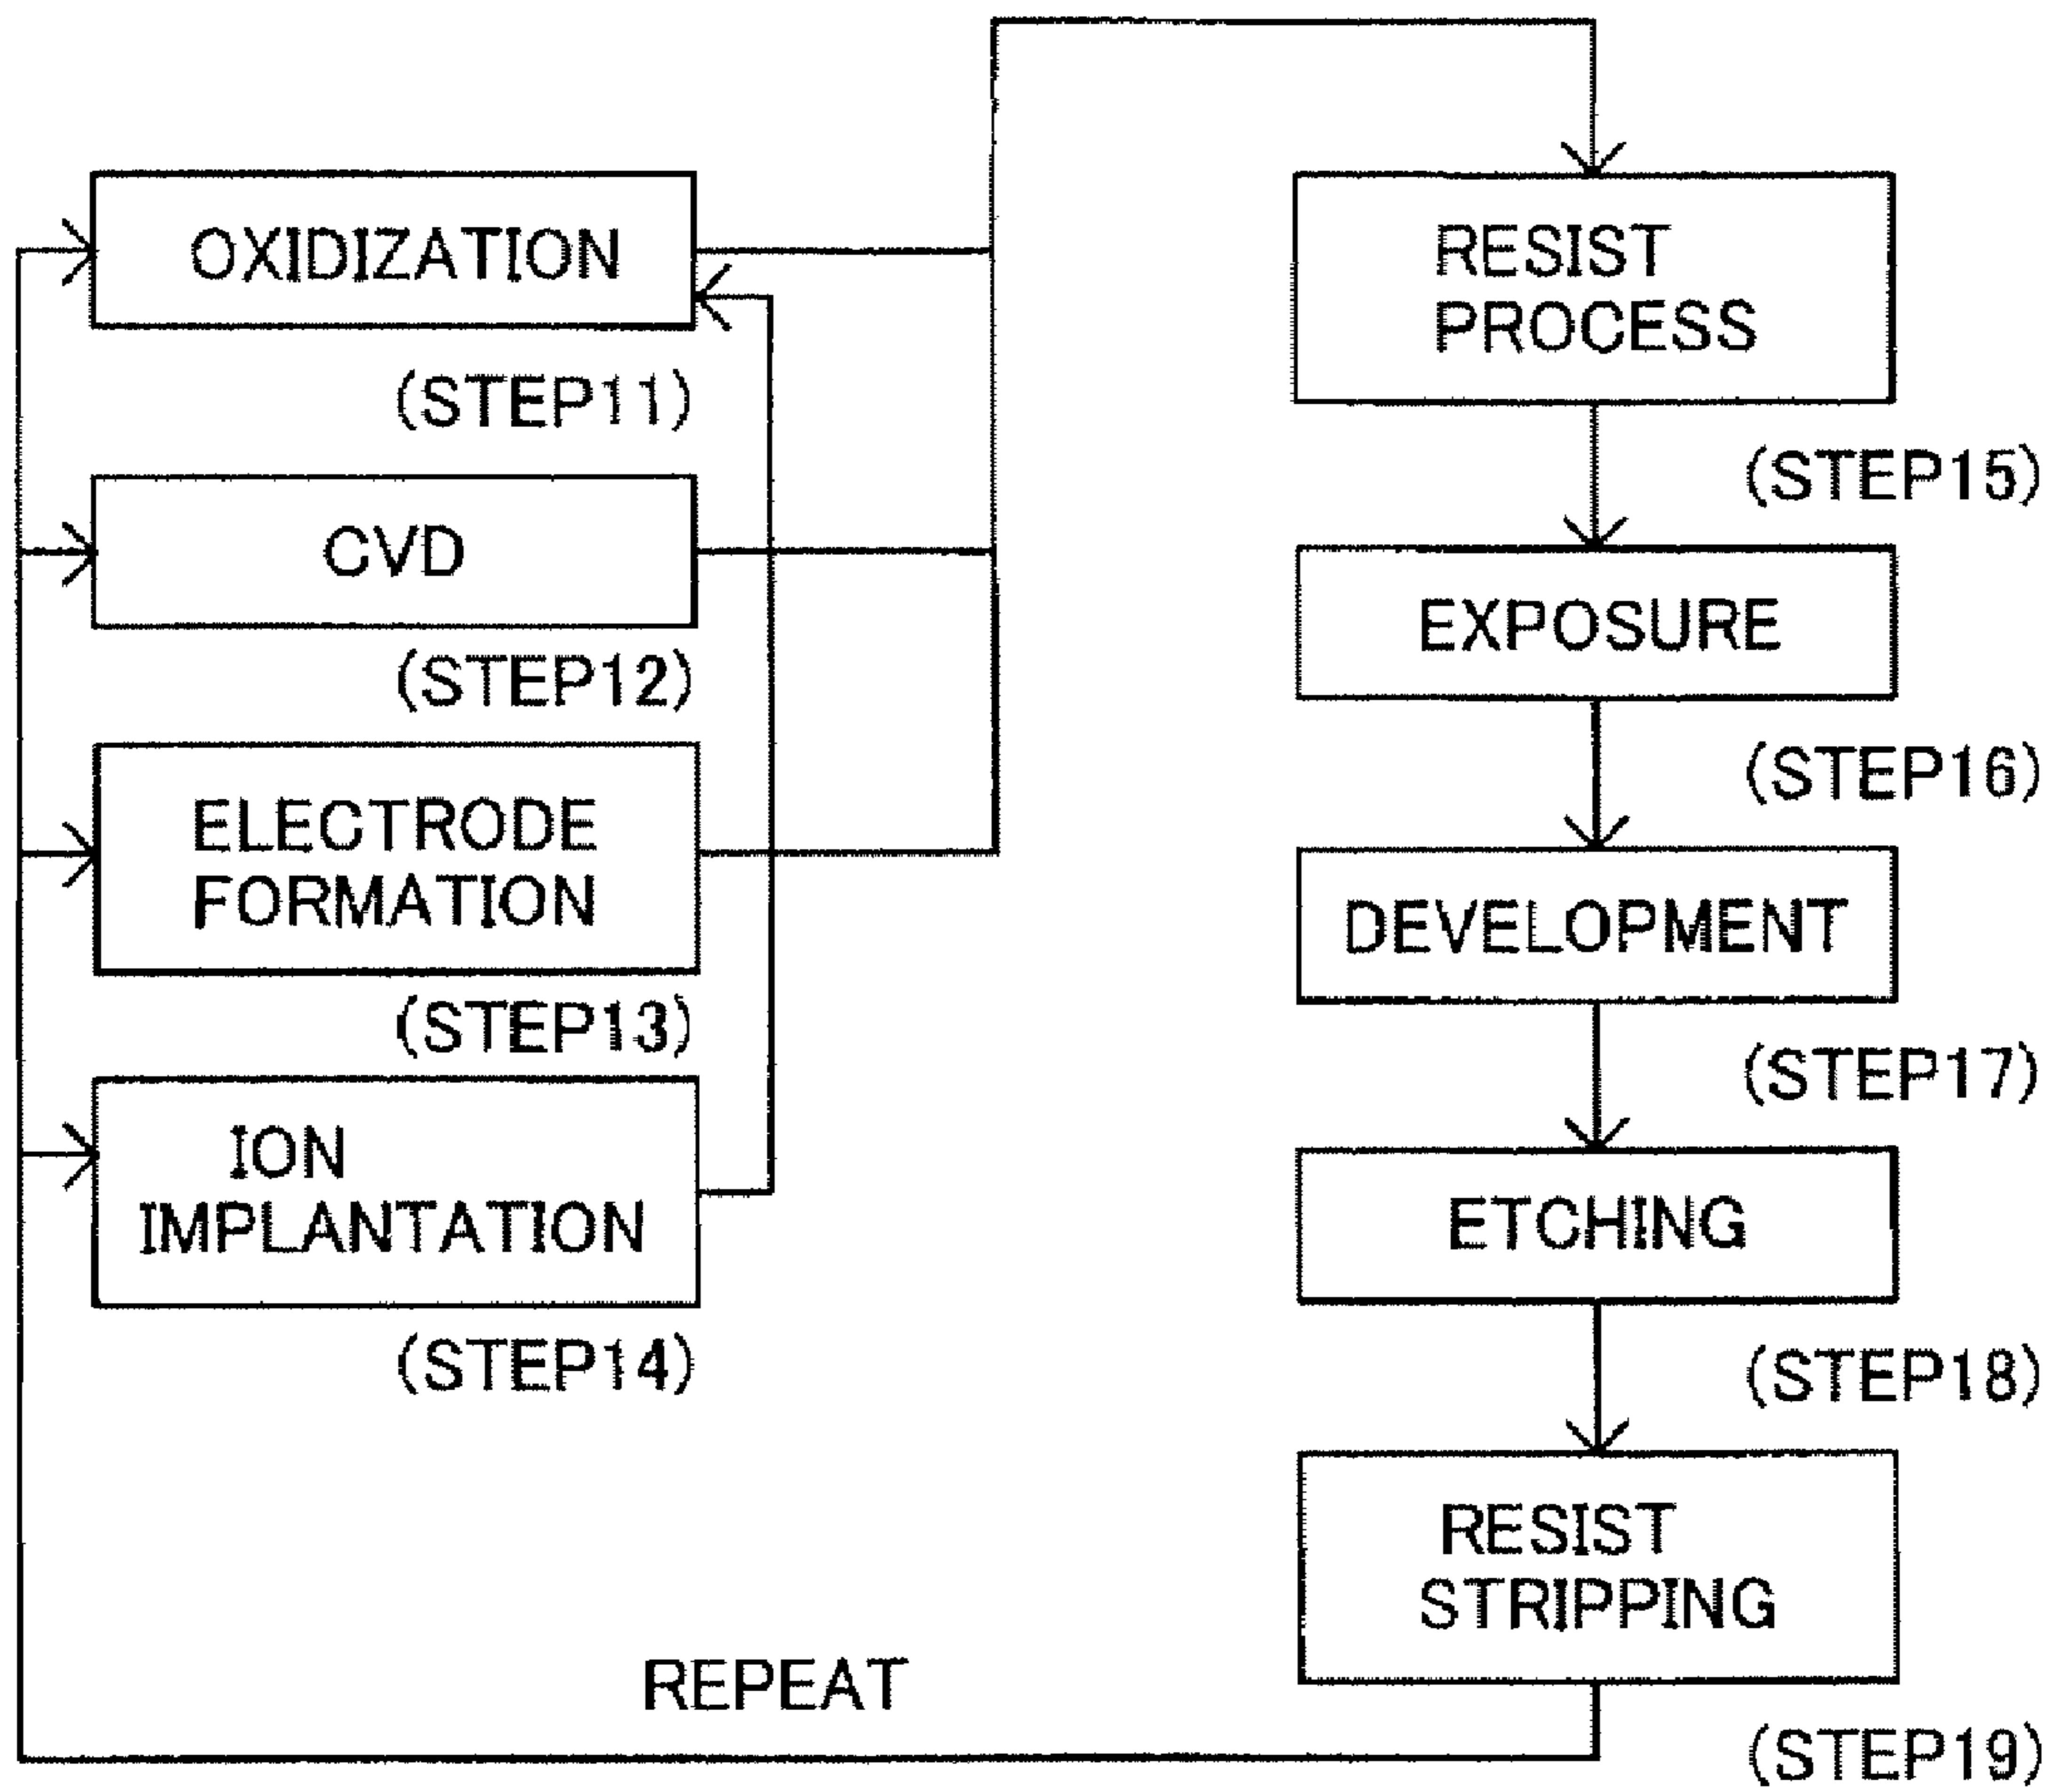 OXIDIZATION
(STEP11)
CVD
(STEP12)
ELECTRODE
FORMATION
(STEP13)
ION
IMPLANTATION
(STEP14)
RESIST
PROCESS
(STEP15)
EXPOSURE
(STEP16)
DEVELOPMENT
(STEP17)
ETCHING
(STEP18)
RESIST
STRIPPING
(STEP19)
REPEAT